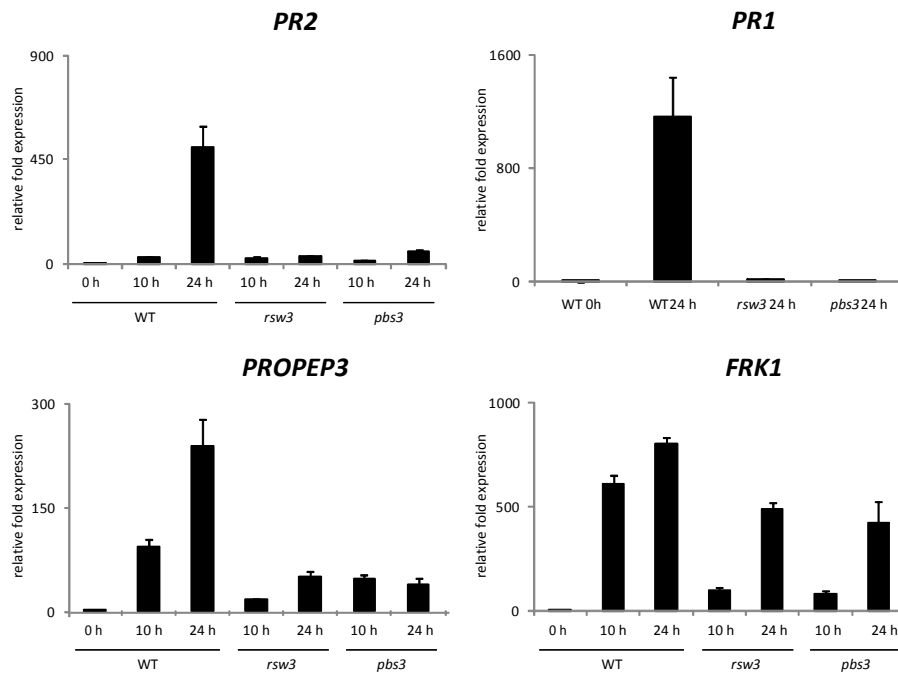 PR2
900
450
0
relative fold expression
0 h 10 h 24 h 10 h 24 h 10 h 24 h
WT rsw3 pbs3
PR1
1600
800
0
relative fold expression
WT 0h WT 24 h rsw3 24 h pbs3 24 h
PROPEP3
300
150
0
relative fold expression
0 h 10 h 24 h 10 h 24 h 10 h 24 h
WT rsw3 pbs3
FRK1
1000
500
0
relative fold expression
0 h 10 h 24 h 10 h 24 h 10 h 24 h
WT rsw3 pbs3